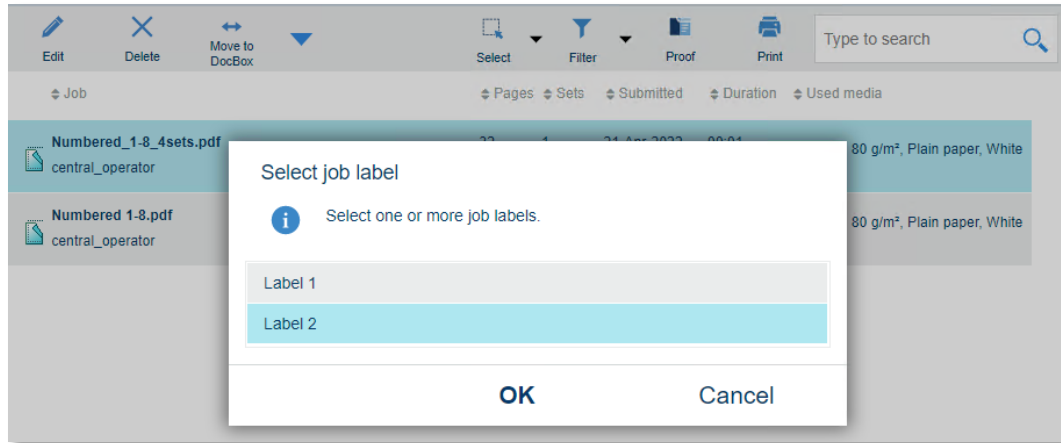 Edit
Delete
Move to
DocBox
Select
Filter
Proof
Print
Type to search
Job
Pages
Sets
Submitted
Duration
Used media
Numbered_1-8_4sets.pdf
central_operator
80 g/m², Plain paper, White
Numbered 1-8.pdf
central_operator
80 g/m², Plain paper, White
Select job label
Select one or more job labels.
Label 1
Label 2
OK
Cancel